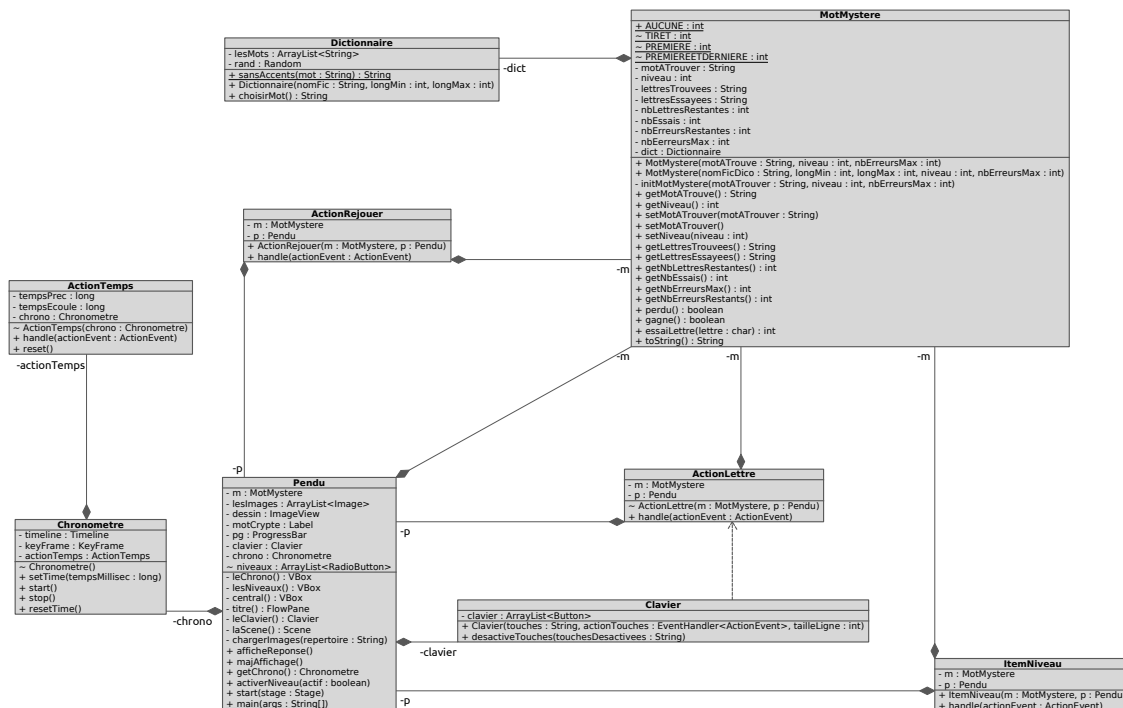 MotMystere
+ AUCUNE : int
~ TIRET : int
~ PREMIERE : int
~ PREMIEREETDERNIERE : int
- motATrouver : String
- niveau : int
- lettresTrouvees : String
- lettresEssayees : String
- nbLettresRestantes : int
- nbEssais : int
- nbErreursRestantes : int
- nbEerreursMax : int
- dict : Dictionnaire
+ MotMystere(motATrouve : String, niveau : int, nbErreursMax : int)
+ MotMystere(nomFicDico : String, longMin : int, longMax : int, niveau : int, nbErreursMax : int)
- initMotMystere(motATrouver : String, niveau : int, nbErreursMax : int)
+ getMotATrouve() : String
+ getNiveau() : int
+ setMotATrouver(motATrouver : String)
+ setMotATrouver()
+ setNiveau(niveau : int)
+ getLettresTrouvees() : String
+ getLettresEssayees() : String
+ getNbLettresRestantes() : int
+ getNbEssais() : int
+ getNbErreursMax() : int
+ getNbErreursRestants() : int
+ perdu() : boolean
+ gagne() : boolean
+ essaiLettre(lettre : char) : int
+ toString() : String
Dictionnaire
- lesMots : ArrayList<String>
- rand : Random
+ sansAccents(mot : String) : String
+ Dictionnaire(nomFic : String, longMin : int, longMax : int)
+ choisirMot() : String
-dict
ActionRejouer
- m : MotMystere
- p : Pendu
+ ActionRejouer(m : MotMystere, p : Pendu)
+ handle(actionEvent : ActionEvent)
-m
ActionTemps
- tempsPrec : long
- tempsEcoule : long
- chrono : Chronometre
~ ActionTemps(chrono : Chronometre)
+ handle(actionEvent : ActionEvent)
+ reset()
-actionTemps
-m
-m
-m
-p
Pendu
- m : MotMystere
- lesImages : ArrayList<Image>
- dessin : ImageView
- motCrypte : Label
- pg : ProgressBar
- clavier : Clavier
- chrono : Chronometre
~ niveaux : ArrayList<RadioButton>
- leChrono() : VBox
- lesNiveaux() : VBox
- central() : VBox
- titre() : FlowPane
- leClavier() : Clavier
- laScene() : Scene
- chargerImages(repertoire : String)
+ afficheReponse()
+ majAffichage()
+ getChrono() : Chronometre
+ activerNiveau(actif : boolean)
+ start(stage : Stage)
+ main(args : String[])
ActionLettre
- m : MotMystere
- p : Pendu
~ ActionLettre(m : MotMystere, p : Pendu)
+ handle(actionEvent : ActionEvent)
-p
Chronometre
- timeline : Timeline
- keyFrame : KeyFrame
- actionTemps : ActionTemps
~ Chronometre()
+ setTime(tempsMillisec : long)
+ start()
+ stop()
+ resetTime()
-chrono
Clavier
- clavier : ArrayList<Button>
+ Clavier(touches : String, actionTouches : EventHandler<ActionEvent>, tailleLigne : int)
+ desactiveTouches(touchesDesactivees : String)
-clavier
ItemNiveau
- m : MotMystere
- p : Pendu
+ ItemNiveau(m : MotMystere, p : Pendu)
+ handle(actionEvent : ActionEvent)
-p